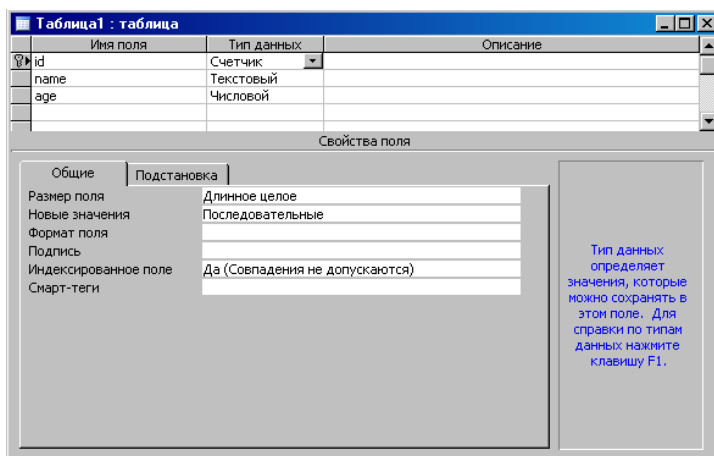 Таблица1 : таблица
Имя поля Тип данных Описание
id Счетчик
name Текстовый
age Числовой
Свойства поля
Общие Подстановка
Размер поля Длинное целое
Новые значения Последовательные
Формат поля
Подпись
Индексированное поле Да (Совпадения не допускаются)
Смарт-теги
Тип данных
определяет
значения, которые
можно сохранять в
этом поле. Для
справки по типам
данных нажмите
клавишу F1.